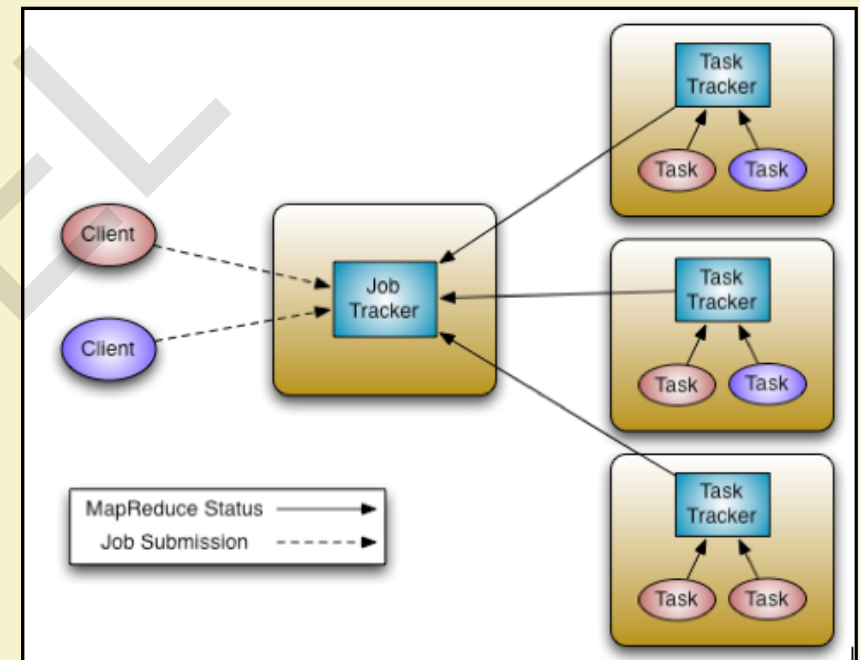 Task
Tracker
Task
Task
Client
Job
Tracker
Task
Tracker
Client
Task
Task
MapReduce Status
Job Submission
Task
Tracker
Task
Task